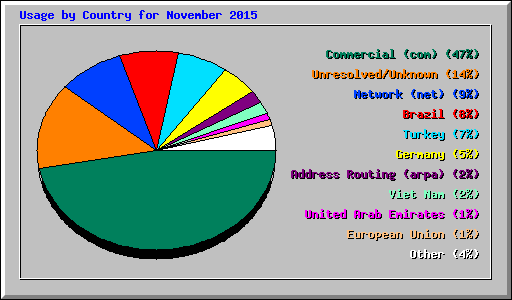 Usage by Country for November 2015
Commercial (com) (47%)
Unresolved/Unknown (14%)
Network (net) (9%)
Brazil (8%)
Turkey (7%)
Germany (5%)
Address Routing (arpa) (2%)
Viet Nam (2%)
United Arab Emirates (1%)
European Union (1%)
Other (4%)